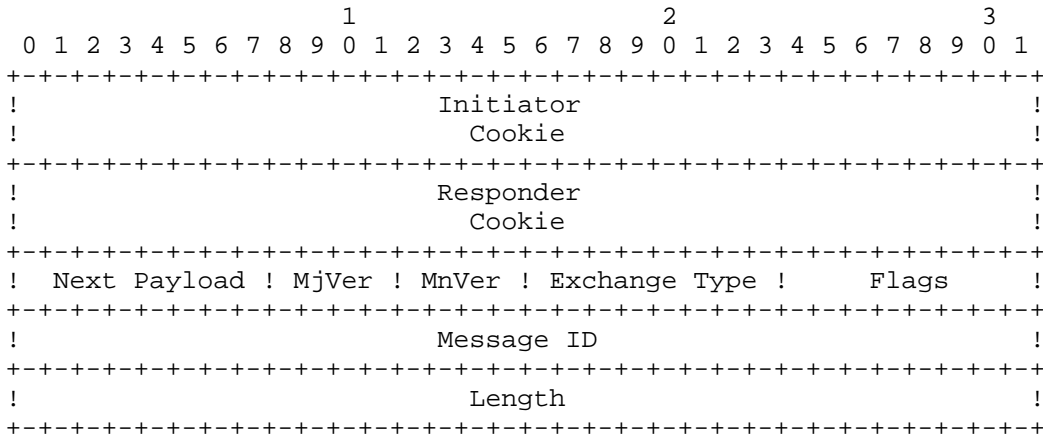 1                   2                   3
 0 1 2 3 4 5 6 7 8 9 0 1 2 3 4 5 6 7 8 9 0 1 2 3 4 5 6 7 8 9 0 1
+-+-+-+-+-+-+-+-+-+-+-+-+-+-+-+-+-+-+-+-+-+-+-+-+-+-+-+-+-+-+-+-+
!                          Initiator                            !
!                            Cookie                             !
+-+-+-+-+-+-+-+-+-+-+-+-+-+-+-+-+-+-+-+-+-+-+-+-+-+-+-+-+-+-+-+-+
!                          Responder                            !
!                            Cookie                             !
+-+-+-+-+-+-+-+-+-+-+-+-+-+-+-+-+-+-+-+-+-+-+-+-+-+-+-+-+-+-+-+-+
!  Next Payload ! MjVer ! MnVer ! Exchange Type !     Flags     !
+-+-+-+-+-+-+-+-+-+-+-+-+-+-+-+-+-+-+-+-+-+-+-+-+-+-+-+-+-+-+-+-+
!                          Message ID                           !
+-+-+-+-+-+-+-+-+-+-+-+-+-+-+-+-+-+-+-+-+-+-+-+-+-+-+-+-+-+-+-+-+
!                            Length                             !
+-+-+-+-+-+-+-+-+-+-+-+-+-+-+-+-+-+-+-+-+-+-+-+-+-+-+-+-+-+-+-+-+